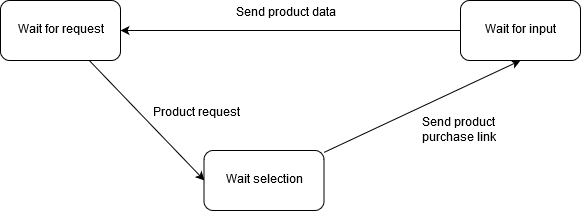 Send product data
Wait for request
Wait for input
Product request
Send product
purchase link
Wait selection